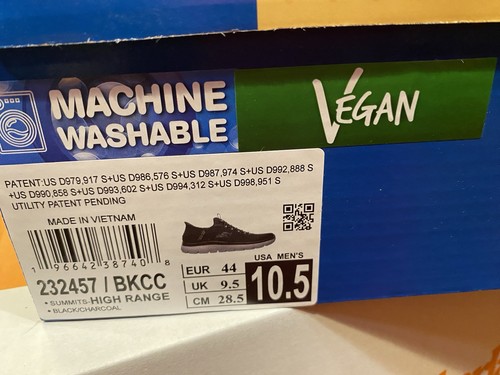 MACHINE
WASHABLE
VEGAN
PATENT:US D979,917 S+US D986,576 S+US D987,974 S+US D992,888 S
+US D990,858 S+US D993,602 S+US D994,312 S+US D998,951 S
UTILITY PATENT PENDING
MADE IN VIETNAM
1 96642 38740 8
232457 / BKCC
• SUMMITS-HIGH RANGE
• BLACK/CHARCOAL
EUR 44
UK 9.5
CM 28.5
USA MEN'S
10.5